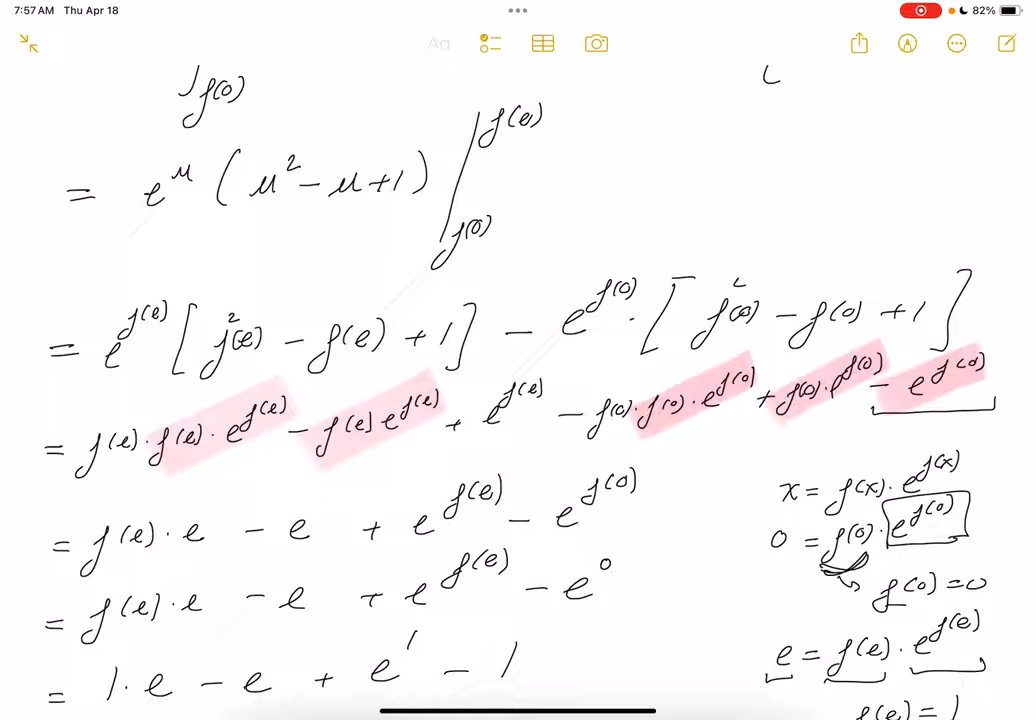 7:57 AM Thu Apr 18
82%
Aa
f(0)
= e^u (u^2 - u + 1) |_{f(0)}^{f(e)}
= e^{f(e)} [f^2(e) - f(e) + 1] - e^{f(0)} · [f^2(0) - f(0) + 1]
= f(e) · f(e) · e^{f(e)} - f(e) e^{f(e)} + e^{f(e)} - f(0) · f(0) · e^{f(0)} + f(0) · e^{f(0)} - e^{f(0)}
= f(e) · e - e + e^{f(e)} - e^{f(0)}
= f(e) · e - e + e^{f(e)} - e^0
= 1 · e - e + e^1 - 1
x = f(x) · e^{f(x)}
0 = f(0) · e^{f(0)}
f(0) = 0
e = f(e) · e^{f(e)}
f(e) = 1